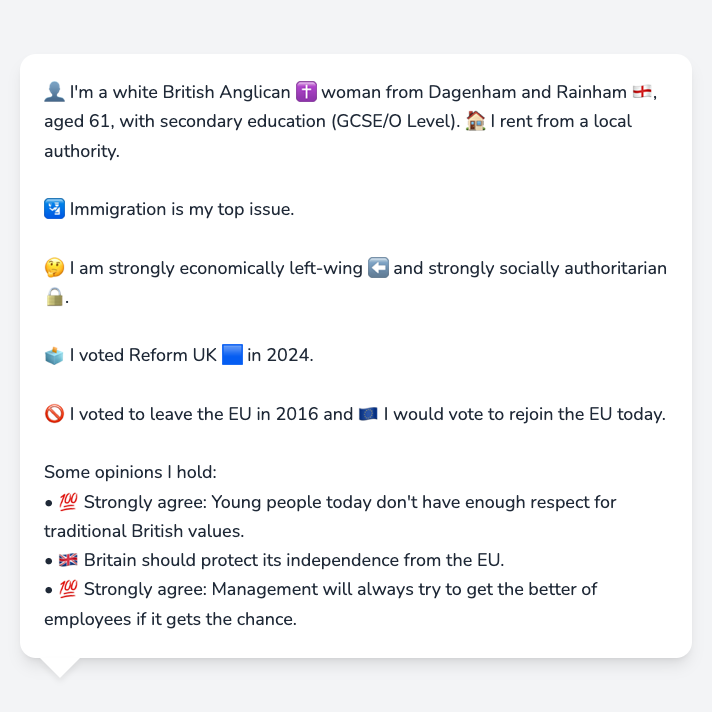 👤 I'm a white British Anglican ✝️ woman from Dagenham and Rainham 🏴󠁧󠁢󠁥󠁮󠁧󠁿,
aged 61, with secondary education (GCSE/O Level). 🏠 I rent from a local
authority.
🛂 Immigration is my top issue.
🤔 I am strongly economically left-wing ⬅️ and strongly socially authoritarian
🔒.
🗳️ I voted Reform UK 🟦 in 2024.
🚫 I voted to leave the EU in 2016 and 🇪🇺 I would vote to rejoin the EU today.
Some opinions I hold:
• 💯 Strongly agree: Young people today don't have enough respect for
traditional British values.
• 🇬🇧 Britain should protect its independence from the EU.
• 💯 Strongly agree: Management will always try to get the better of
employees if it gets the chance.